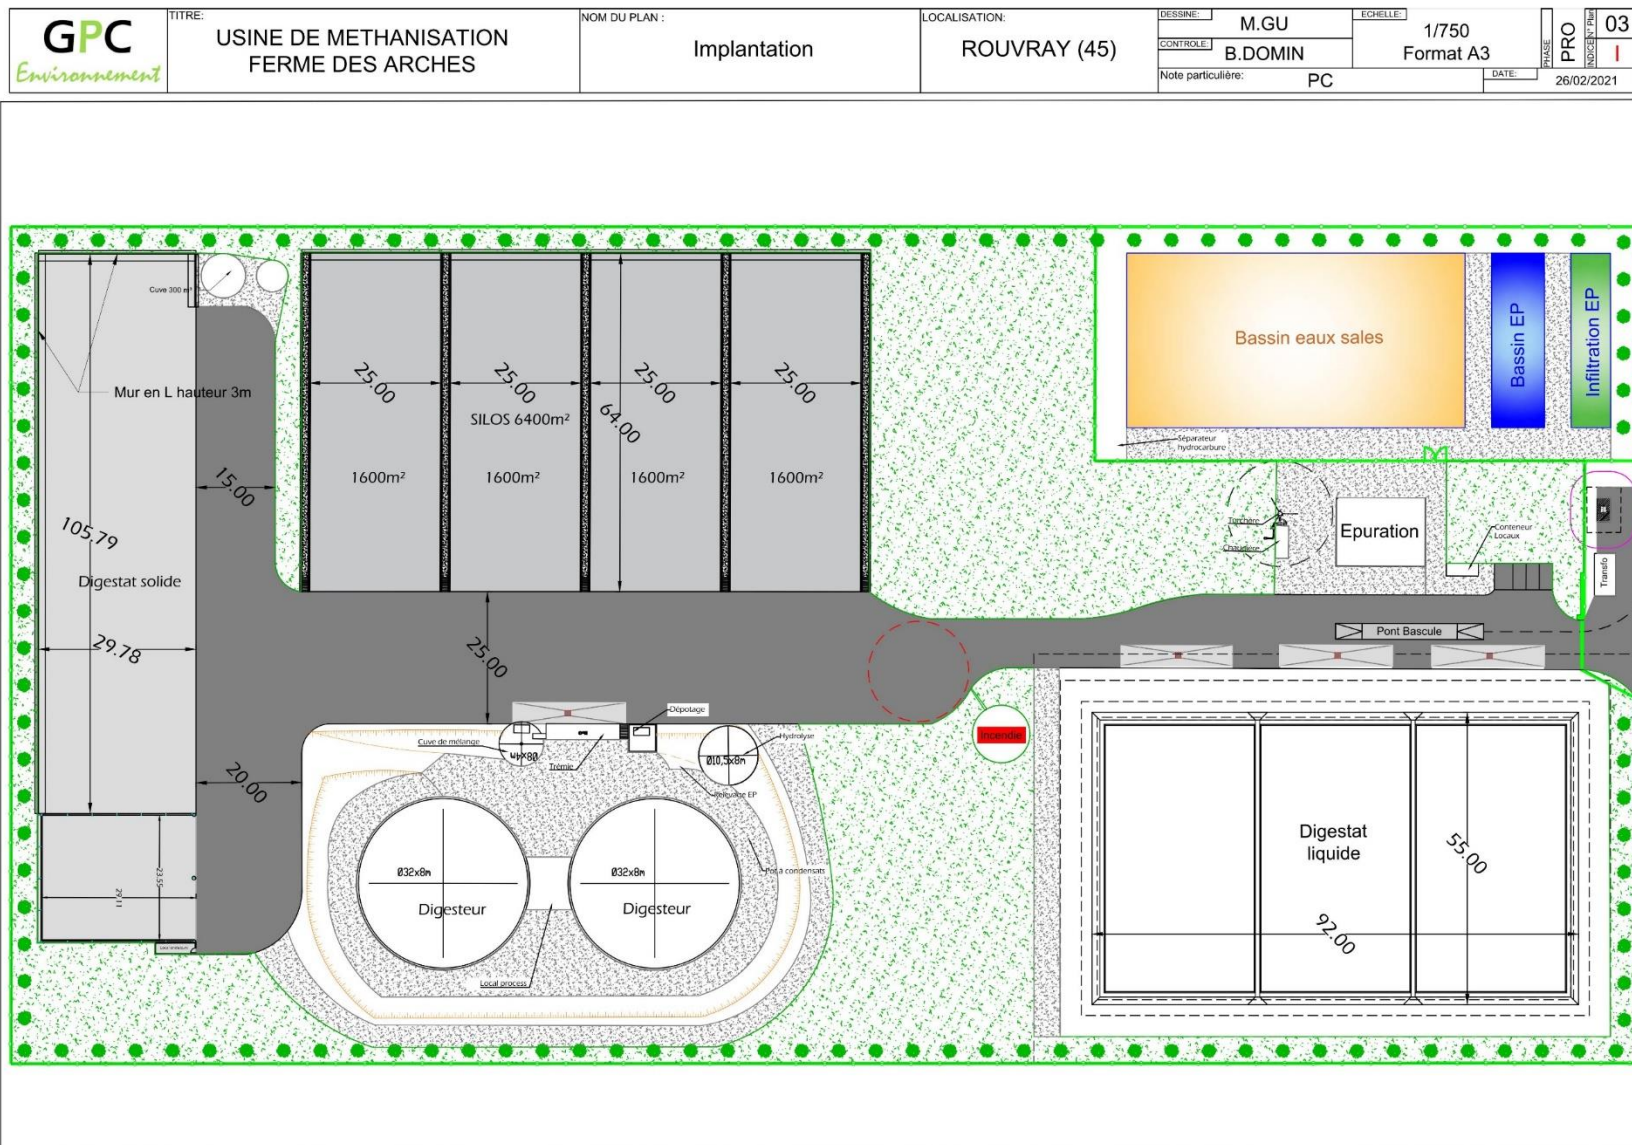 GPC
Environnement
TITRE:
USINE DE METHANISATION
FERME DES ARCHES
NOM DU PLAN :
Implantation
LOCALISATION:
ROUVRAY (45)
DESSINE:
M.GU
CONTROLE:
B.DOMIN
ECHELLE:
1/750
Format A3
Note particulière:
PC
DATE:
26/02/2021
PHASE
PRO
INDICE
N° Plan
03
I
Cuve 300 m³
Mur en L hauteur 3m
15.00
105.79
Digestat solide
29.78
20.00
23.55
29.11
25.00
25.00
25.00
25.00
SILOS 6400m²
64.00
1600m²
1600m²
1600m²
1600m²
25.00
Bassin eaux sales
Bassin EP
Infiltration EP
Séparateur
hydrocarbure
Torchère
Chaudière
Epuration
Conteneur
Locaux
Transfo
Pont Bascule
Incendie
Dépotage
Cuve de mélange
Ø8x4m
Trémie
Hydrolyse
Ø10,5x8m
Relevage EP
Pot à condensats
Ø32x8m
Digesteur
Ø32x8m
Digesteur
Local process
Digestat
liquide
55.00
92.00